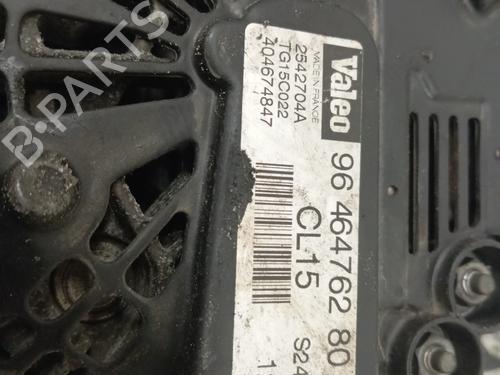 Valeo
MADE IN FRANCE
2542704A
TG15C022
404674847
96 464762 80
CL15
S24
B-PARTS